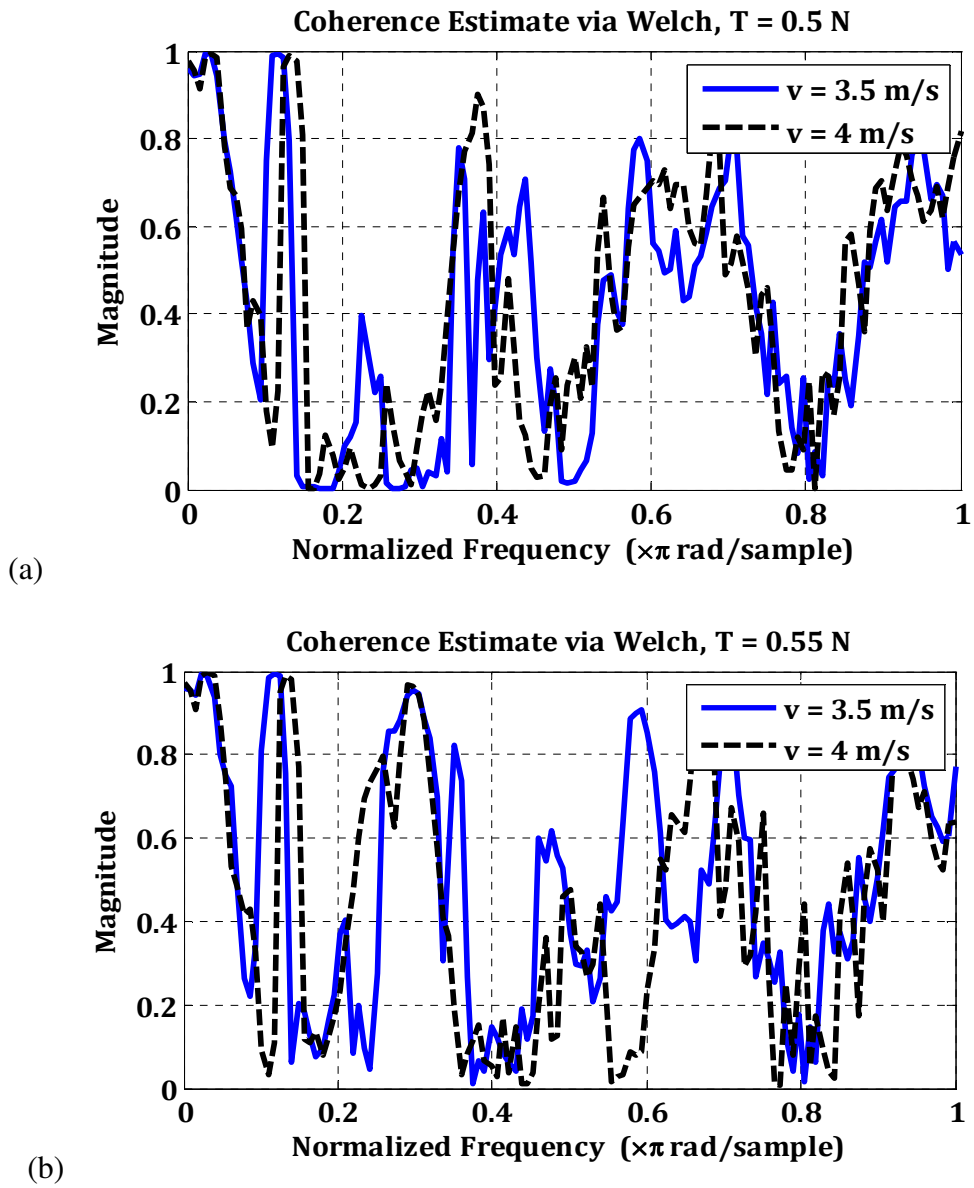 Coherence Estimate via Welch, T = 0.5 N
v = 3.5 m/s
v = 4 m/s
1
0.8
0.6
0.4
0.2
0
Magnitude
0 0.2 0.4 0.6 0.8 1
Normalized Frequency (×π rad/sample)
(a)
Coherence Estimate via Welch, T = 0.55 N
v = 3.5 m/s
v = 4 m/s
1
0.8
0.6
0.4
0.2
0
Magnitude
0 0.2 0.4 0.6 0.8 1
Normalized Frequency (×π rad/sample)
(b)